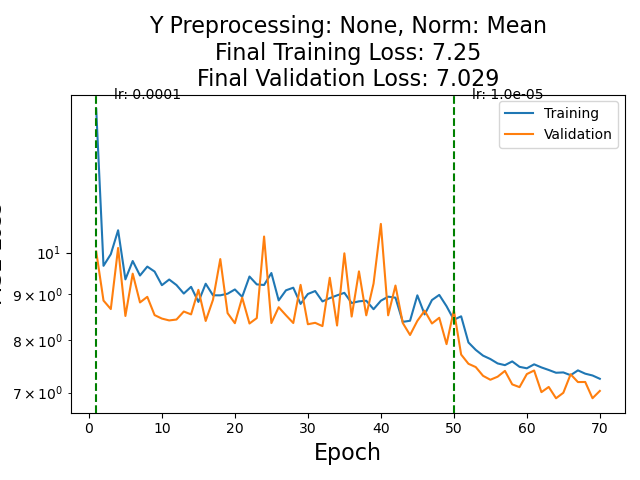 Y Preprocessing: None, Norm: Mean
Final Training Loss: 7.25
Final Validation Loss: 7.029
lr: 0.0001
lr: 1.0e-05
Training
Validation
10¹
9 × 10⁰
8 × 10⁰
7 × 10⁰
0 10 20 30 40 50 60 70
Epoch